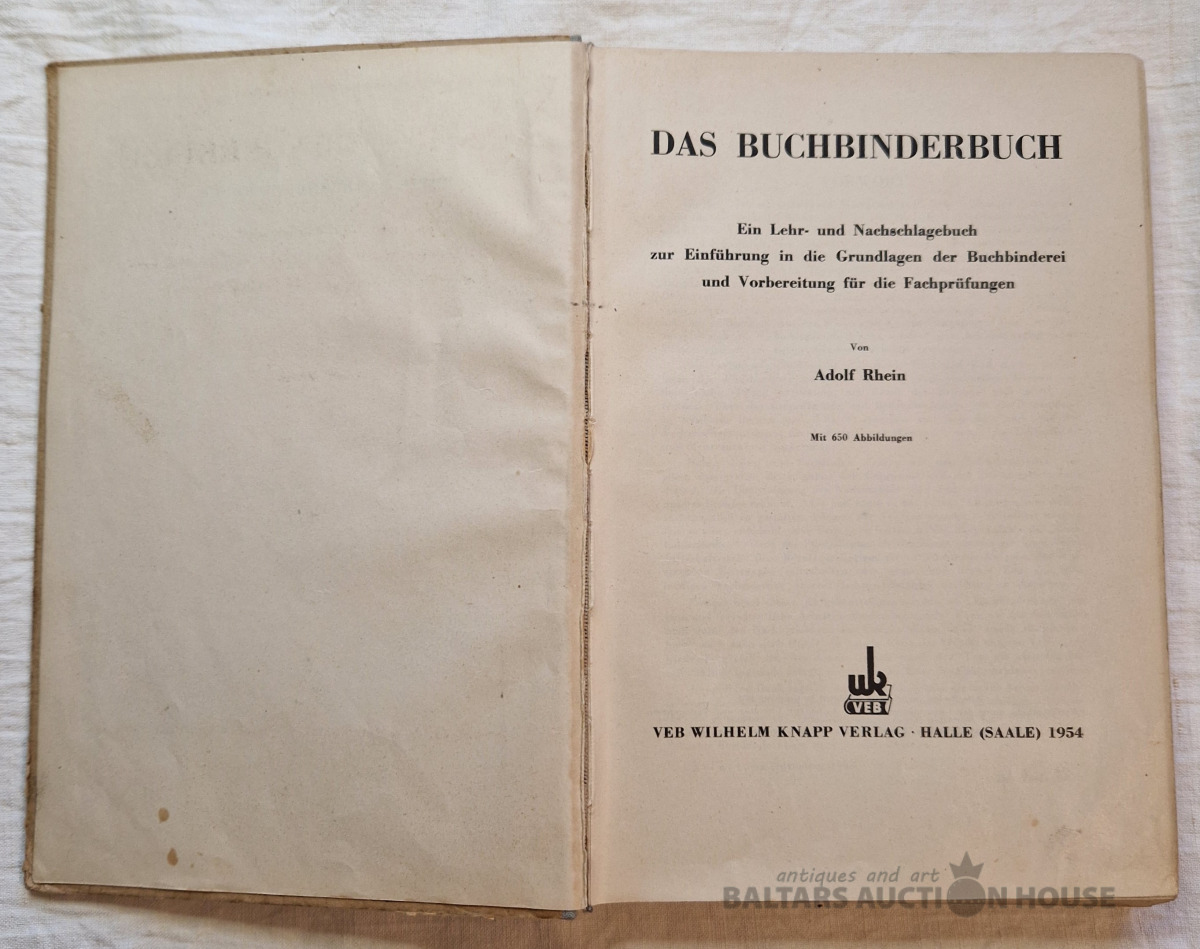 DAS BUCHBINDERBUCH
Ein Lehr- und Nachschlagebuch
zur Einführung in die Grundlagen der Buchbinderei
und Vorbereitung für die Fachprüfungen
Von
Adolf Rhein
Mit 650 Abbildungen
wk
VEB
VEB WILHELM KNAPP VERLAG · HALLE (SAALE) 1954
antiques and art
BALTARS AUCTION HOUSE